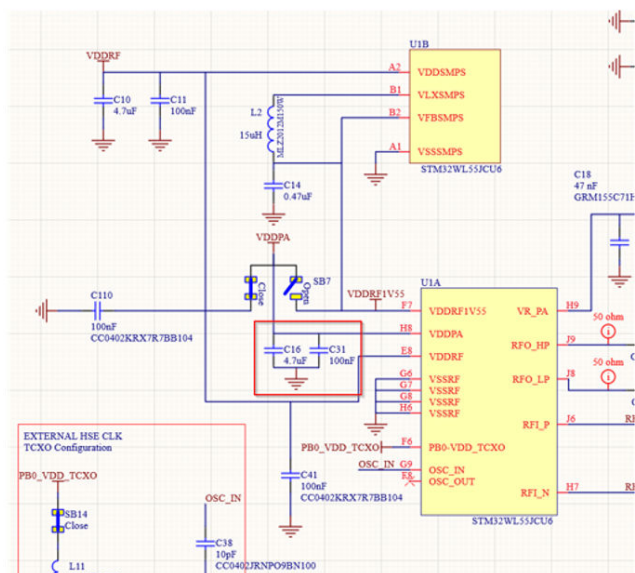 U1B
VDDRF
A2 VDDSMPS
C10
4.7uF
C11
100nF
B1 VLXSMPS
L2
15uH
MLZ2012M150W
B2 VFBSMPS
A1 VSSSMPS
STM32WL55JCU6
C14
0.47uF
C18
47 nF
GRM155C71H
VDDPA
SB7
Close
Open
VDDRF1V55
U1A
C110
100nF
CC0402KRX7R7BB104
F7 VDDRF1V55
VR_PA H9
H8 VDDPA
50 ohm
i
RFO_HP J9
C16
4.7uF
C31
100nF
E8 VDDRF
50 ohm
i
G6 VSSRF
RFO_LP J8
G7 VSSRF
G8 VSSRF
H6 VSSRF
RFI_P J6
EXTERNAL HSE CLK
TCXO Configuration
PB0_VDD_TCXO F6 PB0-VDD_TCXO
PB0_VDD_TCXO
OSC_IN G9 OSC_IN
F8 OSC_OUT
C41
100nF
CC0402KRX7R7BB104
RFI_N H7
OSC_IN
SB14
Close
STM32WL55JCU6
C38
10pF
CC0402JRNPO9BN100
L11